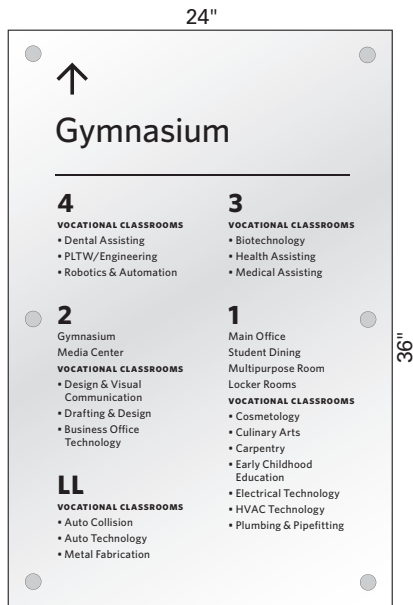 24"
Gymnasium
4
VOCATIONAL CLASSROOMS
• Dental Assisting
• PLTW/Engineering
• Robotics & Automation
3
VOCATIONAL CLASSROOMS
• Biotechnology
• Health Assisting
• Medical Assisting
2
Gymnasium
Media Center
VOCATIONAL CLASSROOMS
• Design & Visual
Communication
• Drafting & Design
• Business Office
Technology
1
Main Office
Student Dining
Multipurpose Room
Locker Rooms
VOCATIONAL CLASSROOMS
• Cosmetology
• Culinary Arts
• Carpentry
• Early Childhood
Education
• Electrical Technology
• HVAC Technology
• Plumbing & Pipefitting
LL
VOCATIONAL CLASSROOMS
• Auto Collision
• Auto Technology
• Metal Fabrication
36"